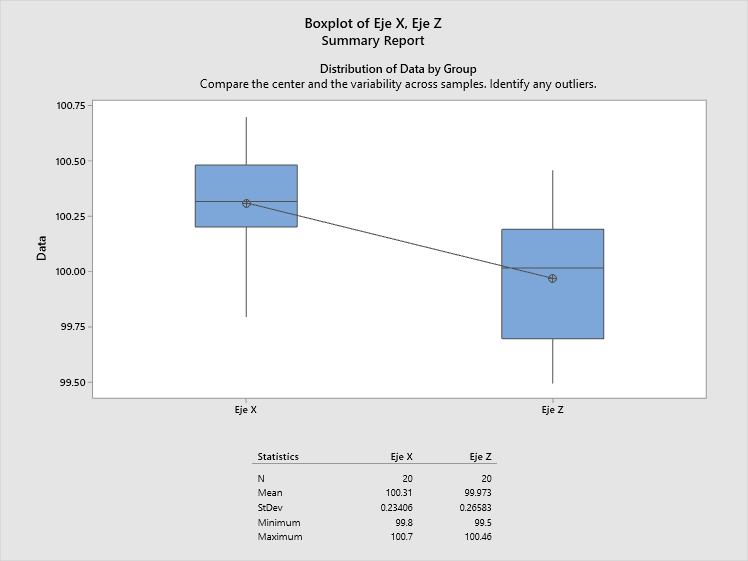 Boxplot of Eje X, Eje Z
Summary Report
Distribution of Data by Group
Compare the center and the variability across samples. Identify any outliers.
100.75
100.50
100.25
100.00
99.75
99.50
Data
Eje X Eje Z
Statistics Eje X Eje Z
N 20 20
Mean 100.31 99.973
StDev 0.23406 0.26583
Minimum 99.8 99.5
Maximum 100.7 100.46